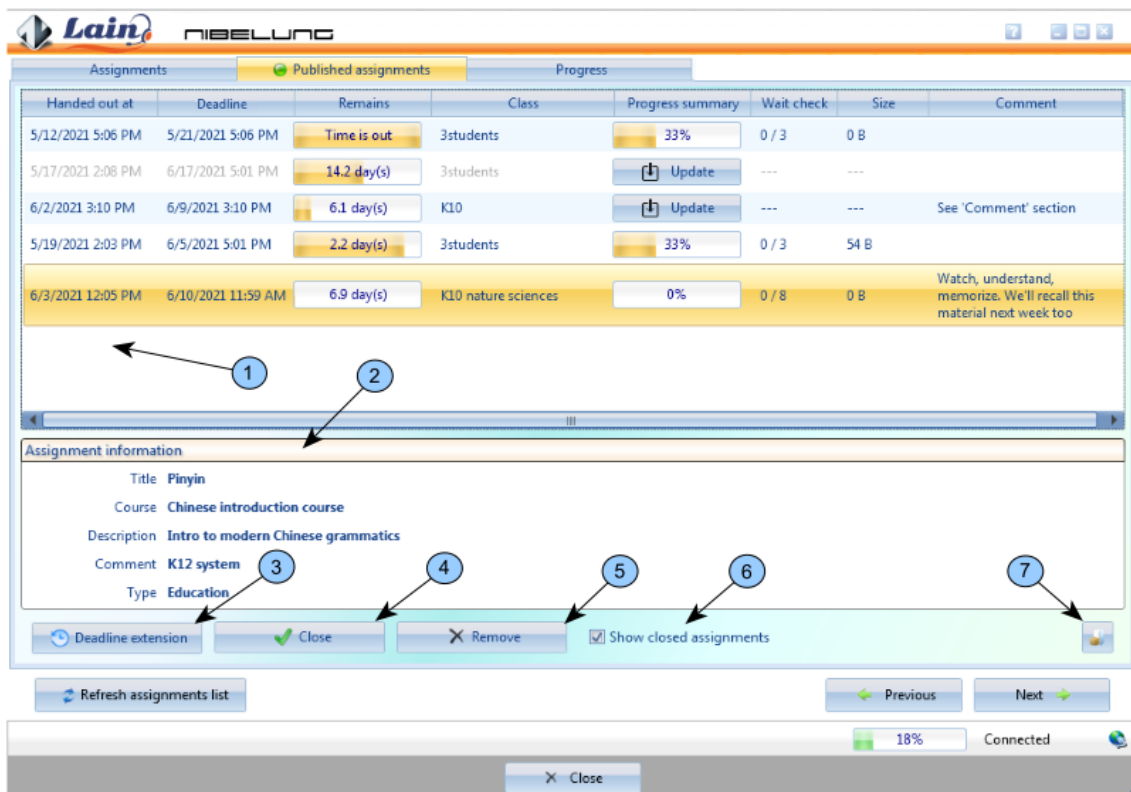 Lain
NIBELUNG
Assignments Published assignments Progress
Handed out at Deadline Remains Class Progress summary Wait check Size Comment
5/12/2021 5:06 PM 5/21/2021 5:06 PM Time is out 3students 33% 0 / 3 0 B
5/17/2021 2:08 PM 6/17/2021 5:01 PM 14.2 day(s) 3students Update --- ---
6/2/2021 3:10 PM 6/9/2021 3:10 PM 6.1 day(s) K10 Update --- --- See 'Comment' section
5/19/2021 2:03 PM 6/5/2021 5:01 PM 2.2 day(s) 3students 33% 0 / 3 54 B
6/3/2021 12:05 PM 6/10/2021 11:59 AM 6.9 day(s) K10 nature sciences 0% 0 / 8 0 B Watch, understand,
memorize. We'll recall this
material next week too
1
2
Assignment information
Title Pinyin
Course Chinese introduction course
Description Intro to modern Chinese grammatics
Comment K12 system
Type Education
3
4
5
6
7
Deadline extension Close Remove Show closed assignments
Refresh assignments list Previous Next
18% Connected
Close